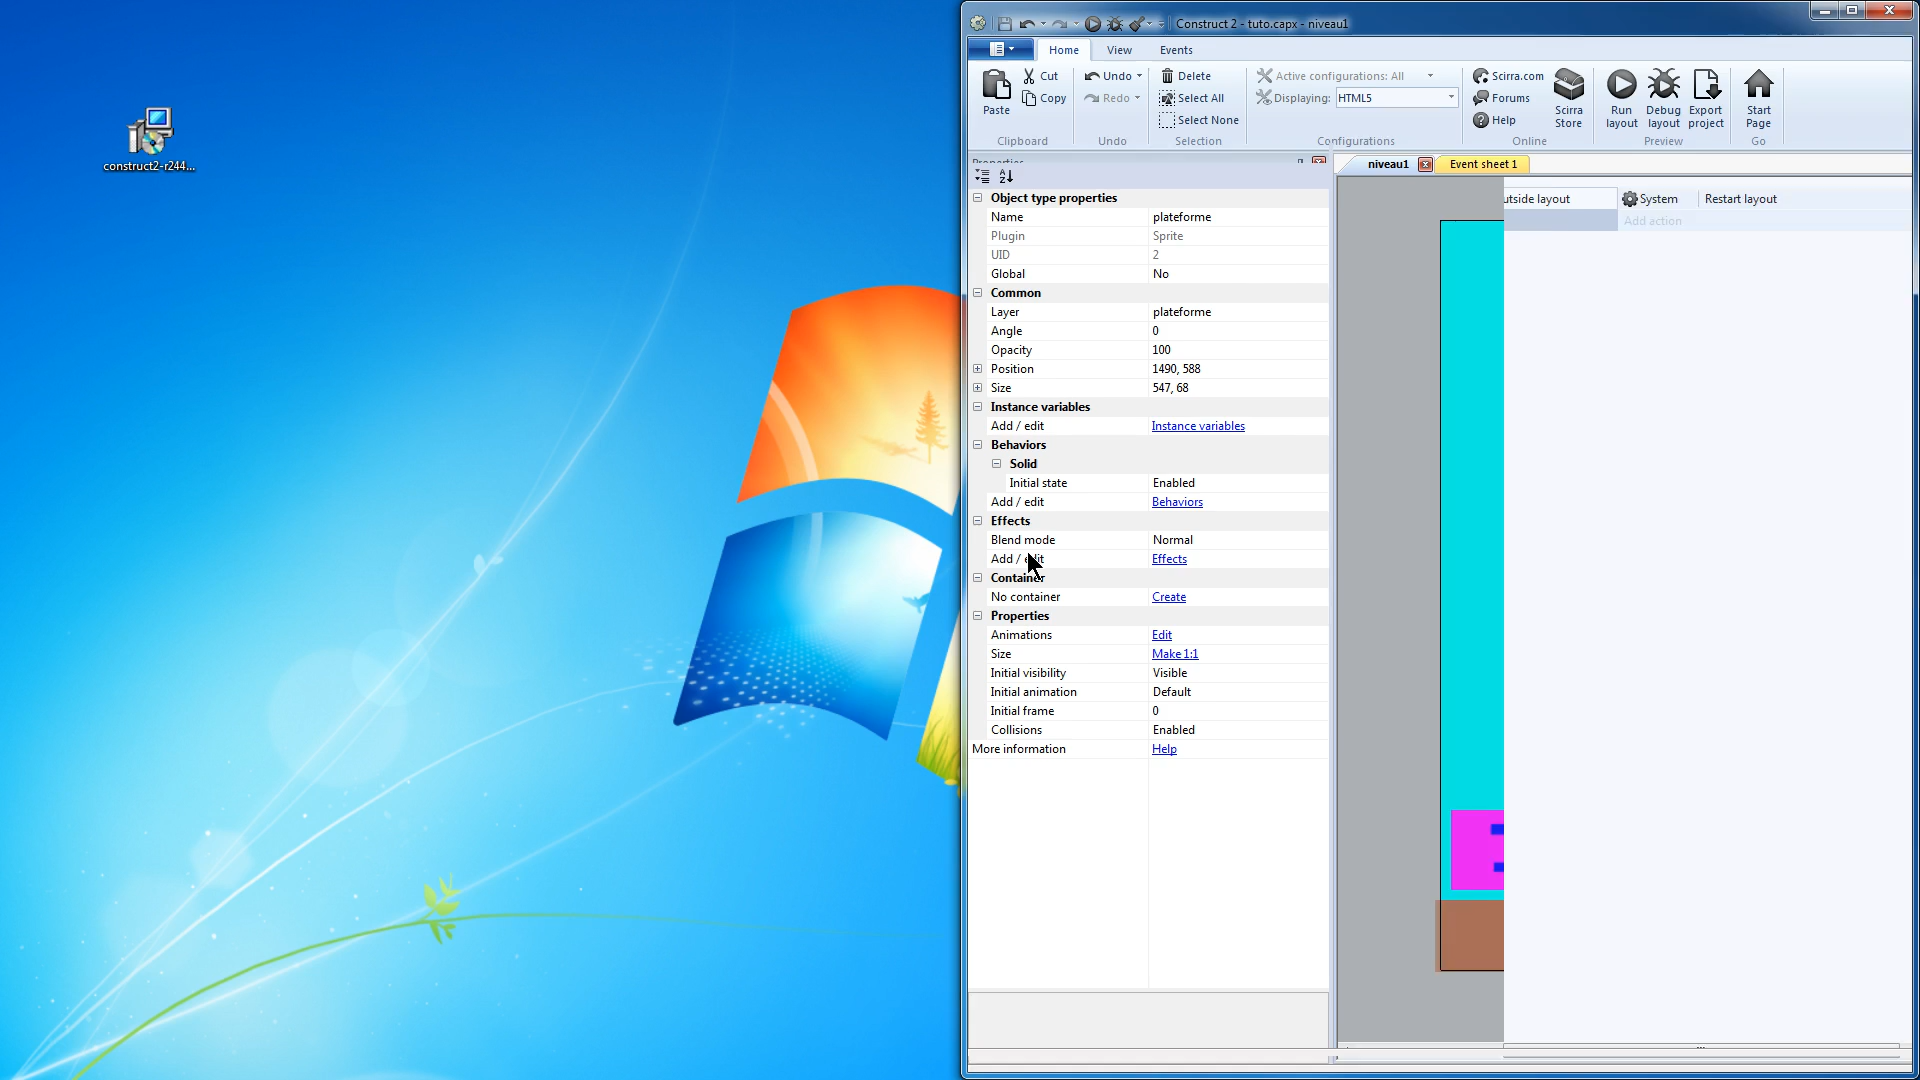 construct2-r244...
Construct 2 - tuto.capx - niveau1
Home View Events
Paste
Cut
Copy
Clipboard
Undo
Redo
Undo
Delete
Select All
Select None
Selection
Active configurations: All
Displaying: HTML5
Configurations
Scirra.com
Forums
Help
Scirra Store
Online
Run layout
Debug layout
Export project
Preview
Start Page
Go
Properties
niveau1
Event sheet 1
Object type properties
Name plateforme
Plugin Sprite
UID 2
Global No
Common
Layer plateforme
Angle 0
Opacity 100
Position 1490, 588
Size 547, 68
Instance variables
Add / edit Instance variables
Behaviors
Solid
Initial state Enabled
Add / edit Behaviors
Effects
Blend mode Normal
Add / edit Effects
Container
No container Create
Properties
Animations Edit
Size Make 1:1
Initial visibility Visible
Initial animation Default
Initial frame 0
Collisions Enabled
More information Help
utside layout
System
Restart layout
Add action